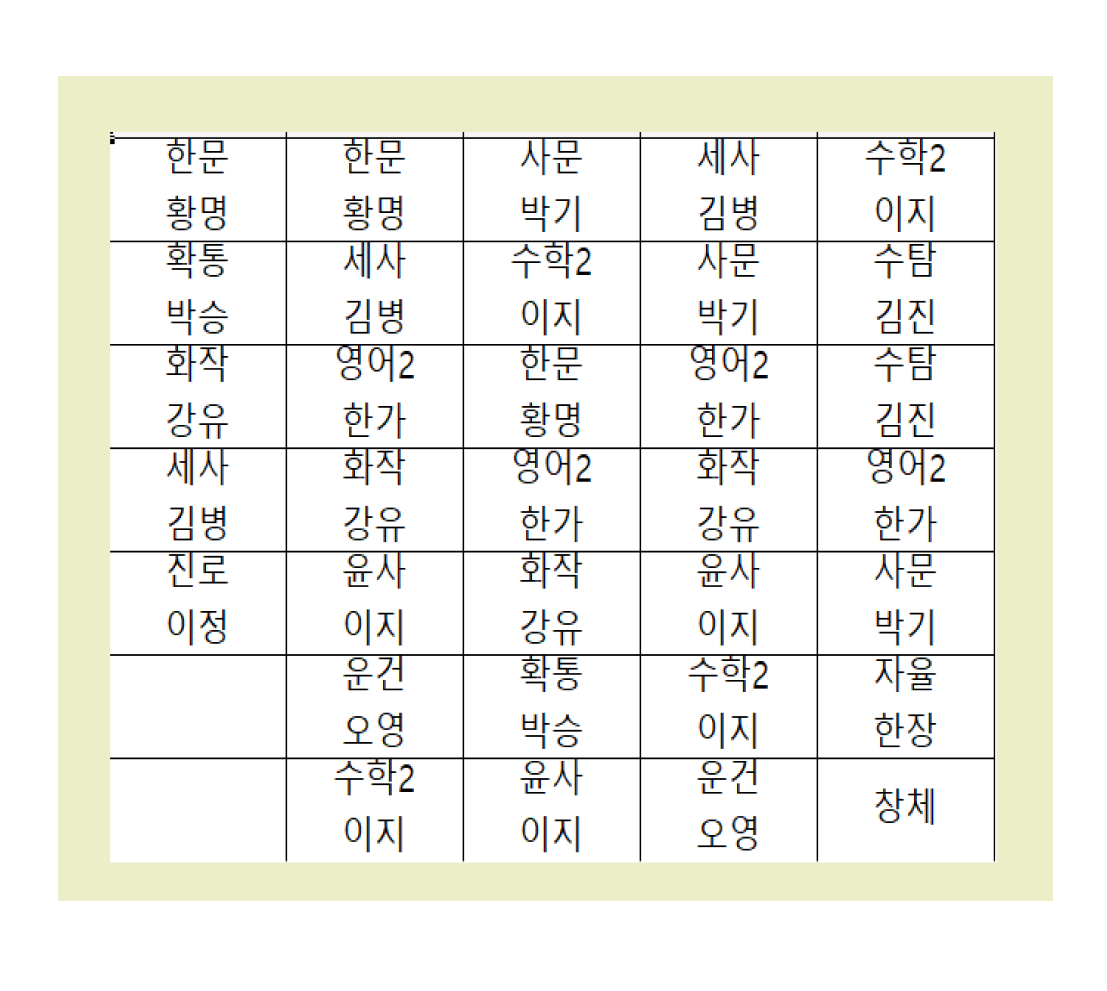 한문 한문 사문 세사 수학2
황명 황명 박기 김병 이지
확통 세사 수학2 사문 수탐
박승 김병 이지 박기 김진
화작 영어2 한문 영어2 수탐
강유 한가 황명 한가 김진
세사 화작 영어2 화작 영어2
김병 강유 한가 강유 한가
진로 윤사 화작 윤사 사문
이정 이지 강유 이지 박기
운건 확통 수학2 자율
오영 박승 이지 한장
수학2 윤사 운건 창체
이지 이지 오영